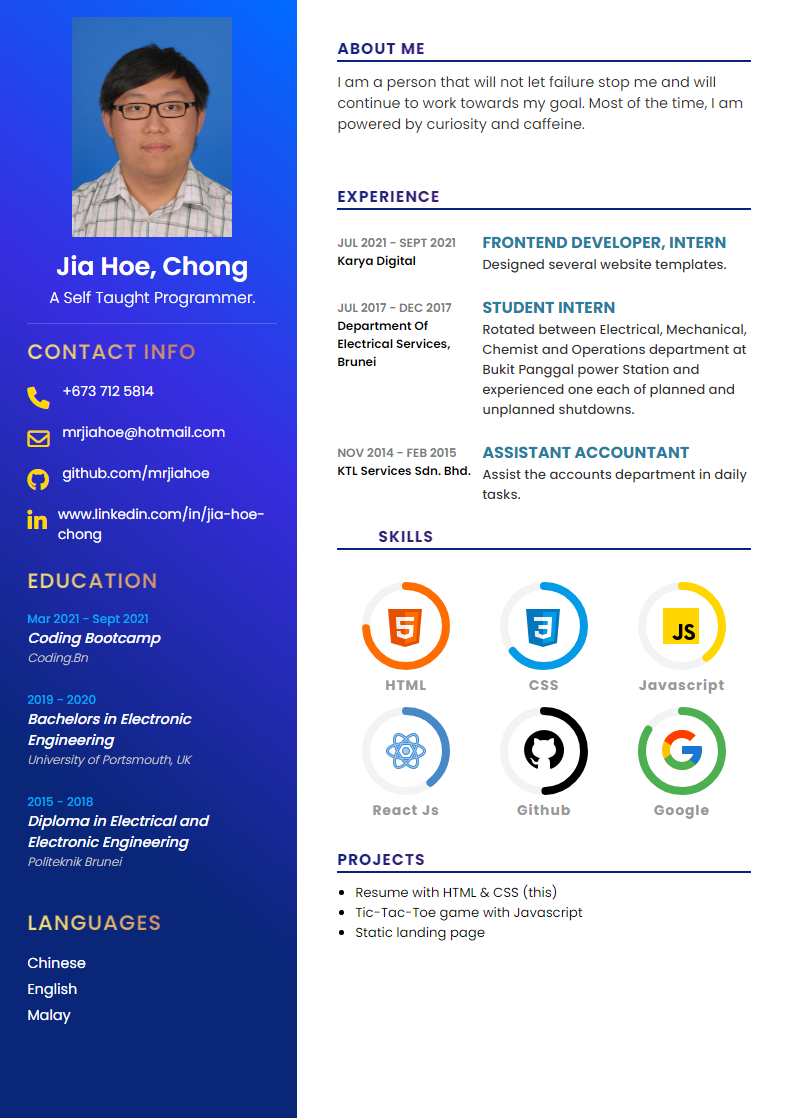 Jia Hoe, Chong
A Self Taught Programmer.
CONTACT INFO
+673 712 5814
mrjiahoe@hotmail.com
github.com/mrjiahoe
in
www.linkedin.com/in/jia-hoe-
chong
EDUCATION
Mar 2021 - Sept 2021
Coding Bootcamp
Coding.Bn
2019 - 2020
Bachelors in Electronic
Engineering
University of Portsmouth, UK
2015 - 2018
Diploma in Electrical and
Electronic Engineering
Politeknik Brunei
LANGUAGES
Chinese
English
Malay
ABOUT ME
I am a person that will not let failure stop me and will
continue to work towards my goal. Most of the time, I am
powered by curiosity and caffeine.
EXPERIENCE
JUL 2021 - SEPT 2021
Karya Digital
FRONTEND DEVELOPER, INTERN
Designed several website templates.
JUL 2017 - DEC 2017
Department Of
Electrical Services,
Brunei
STUDENT INTERN
Rotated between Electrical, Mechanical,
Chemist and Operations department at
Bukit Panggal power Station and
experienced one each of planned and
unplanned shutdowns.
NOV 2014 - FEB 2015
KTL Services Sdn. Bhd.
ASSISTANT ACCOUNTANT
Assist the accounts department in daily
tasks.
SKILLS
5
3
JS
HTML
CSS
Javascript
G
React Js
Github
Google
PROJECTS
• Resume with HTML & CSS (this)
• Tic-Tac-Toe game with Javascript
• Static landing page